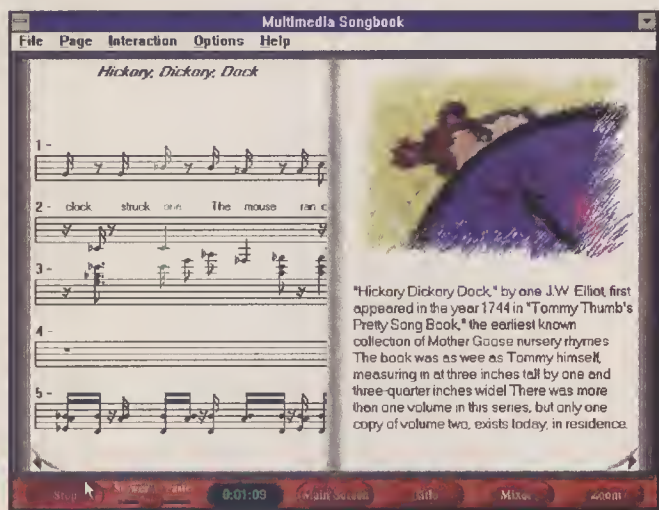 Multimedia Songbook
File Page Interaction Options Help
Hickory, Dickory, Dock
1 -
2 - clock struck one The mouse ran
3 -
4 -
5 -
"Hickory Dickory Dock," by one J.W. Elliot, first
appeared in the year 1744 in "Tommy Thumb's
Pretty Song Book," the earliest known
collection of Mother Goose nursery rhymes
The book was as wee as Tommy himself,
measuring in at three inches tall by one and
three-quarter inches wide! There was more
than one volume in this series, but only one
copy of volume two, exists today, in residence
Stop Slower Faster 0:01:09 Main Screen Info Mixer Zoom